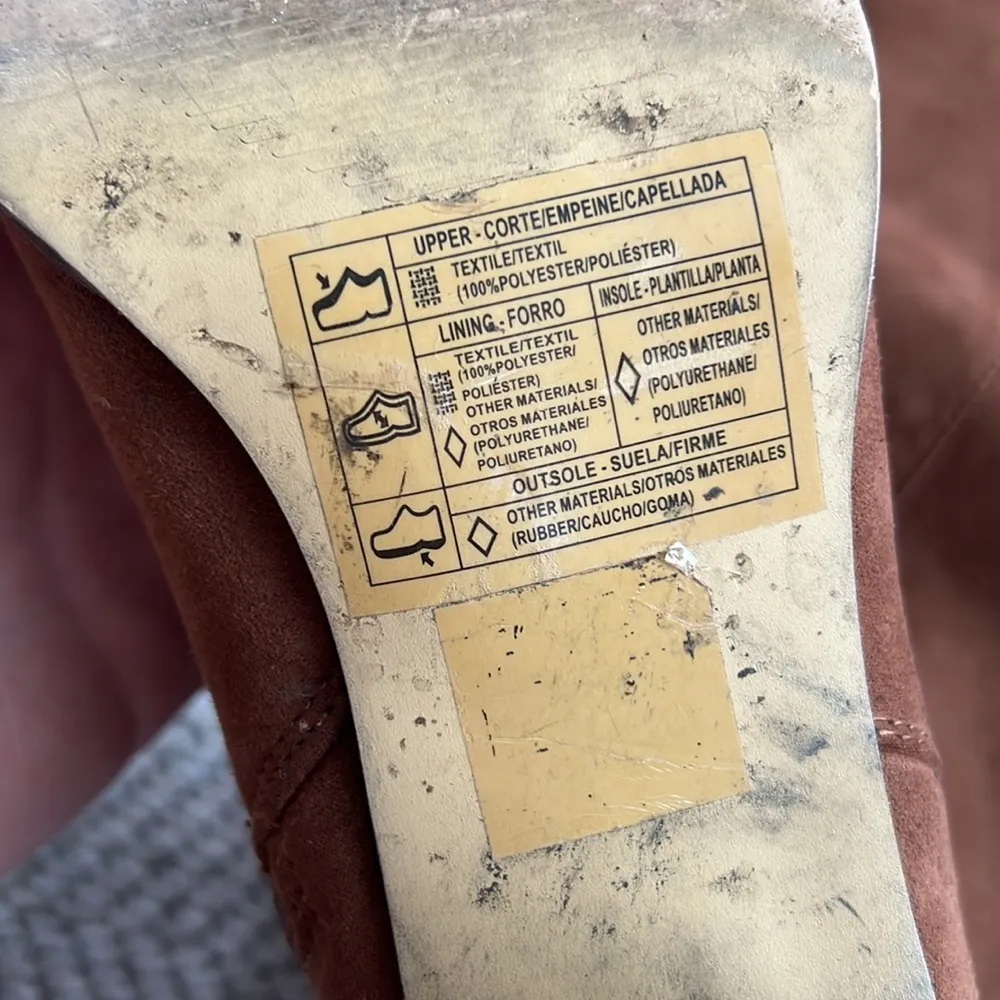 UPPER - CORTE/EMPEINE/CAPELLADA
TEXTILE/TEXTIL
(100%POLYESTER/POLIÉSTER)
LINING - FORRO
TEXTILE/TEXTIL
(100%POLYESTER/
POLIÉSTER)
OTHER MATERIALS/
OTROS MATERIALES
(POLYURETHANE/
POLIURETANO)
INSOLE - PLANTILLA/PLANTA
OTHER MATERIALS/
OTROS MATERIALES
(POLYURETHANE/
POLIURETANO)
OUTSOLE - SUELA/FIRME
OTHER MATERIALS/OTROS MATERIALES
(RUBBER/CAUCHO/GOMA)